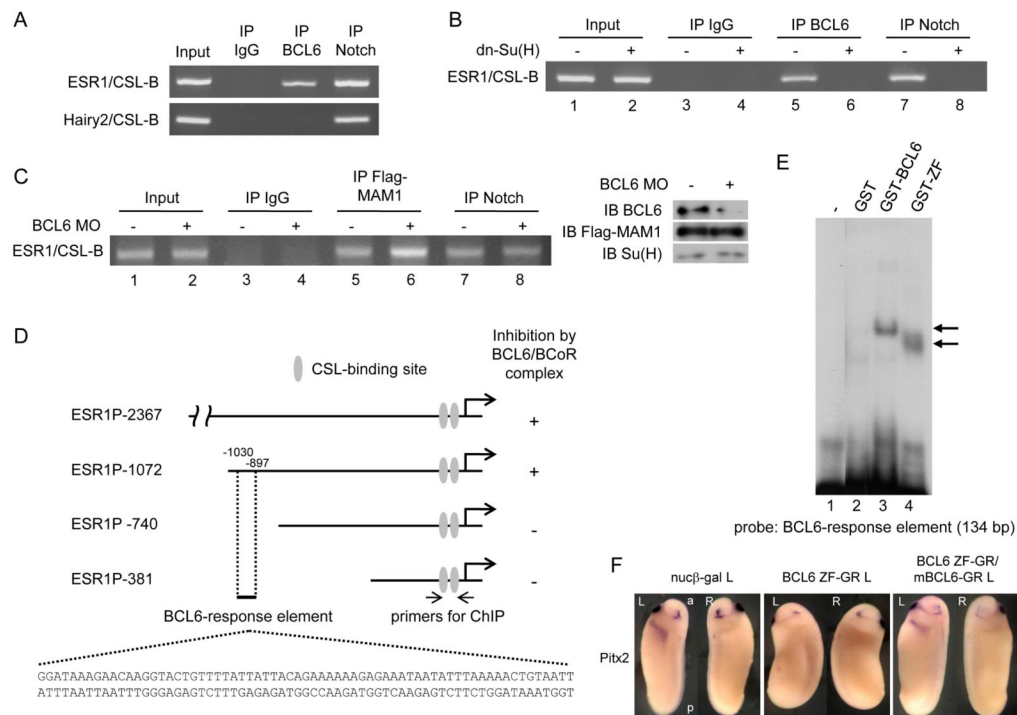 A
Input
IP IgG
IP BCL6
IP Notch
ESR1/CSL-B
Hairy2/CSL-B
B
Input
IP IgG
IP BCL6
IP Notch
dn-Su(H)
- + - + - + - +
ESR1/CSL-B
1 2 3 4 5 6 7 8
C
Input
IP IgG
IP Flag-MAM1
IP Notch
BCL6 MO
- + - + - + - +
ESR1/CSL-B
1 2 3 4 5 6 7 8
BCL6 MO
- +
IB BCL6
IB Flag-MAM1
IB Su(H)
D
CSL-binding site
Inhibition by
BCL6/BCoR
complex
ESR1P-2367
+
-1030
-897
ESR1P-1072
+
ESR1P -740
-
ESR1P-381
-
BCL6-response element
primers for ChIP
GGATAAAGAACAAGGTACTGTTTTATTATTACAGAAAAAAGAGAAATAATATTTAAAAACTGTAATT
ATTTAATTAATTTGGGAGAGTCTTTGAGAGATGGCCAAGATGGTCAAGAGTCTTCTGGATAAATGGT
E
-
GST
GST-BCL6
GST-ZF
1 2 3 4
probe: BCL6-response element (134 bp)
F
nucβ-gal L
BCL6 ZF-GR L
BCL6 ZF-GR/
mBCL6-GR L
L a R
L R
L R
Pitx2
p